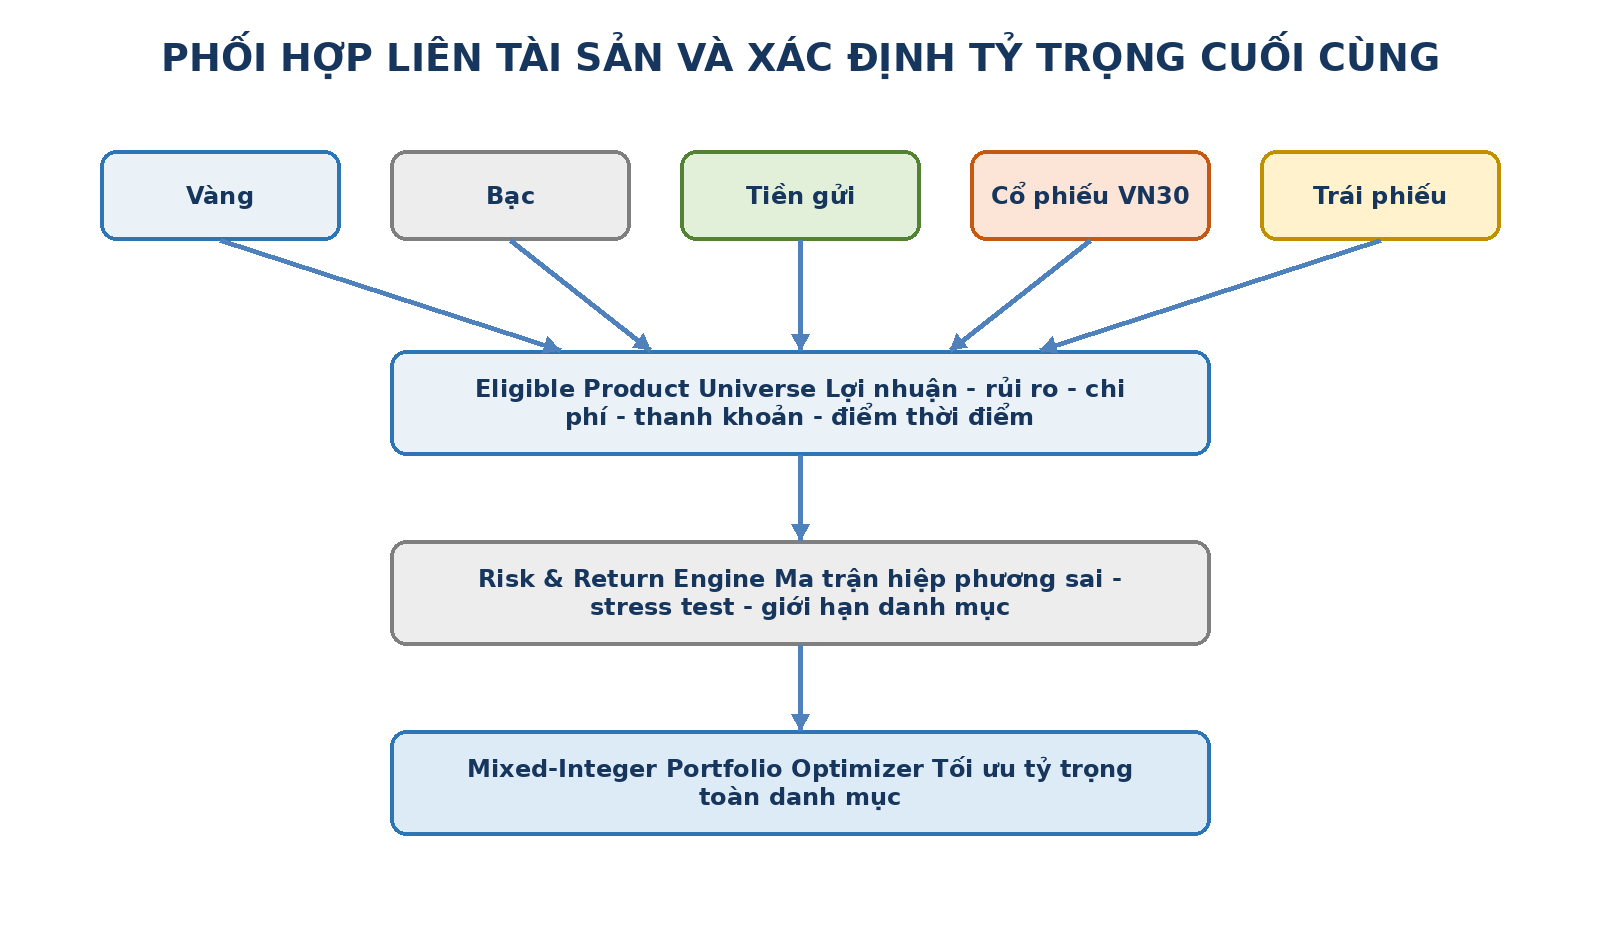 PHỐI HỢP LIÊN TÀI SẢN VÀ XÁC ĐỊNH TỶ TRỌNG CUỐI CÙNG
Vàng
Bạc
Tiền gửi
Cổ phiếu VN30
Trái phiếu
Eligible Product Universe Lợi nhuận - rủi ro - chi
phí - thanh khoản - điểm thời điểm
Risk & Return Engine Ma trận hiệp phương sai -
stress test - giới hạn danh mục
Mixed-Integer Portfolio Optimizer Tối ưu tỷ trọng
toàn danh mục